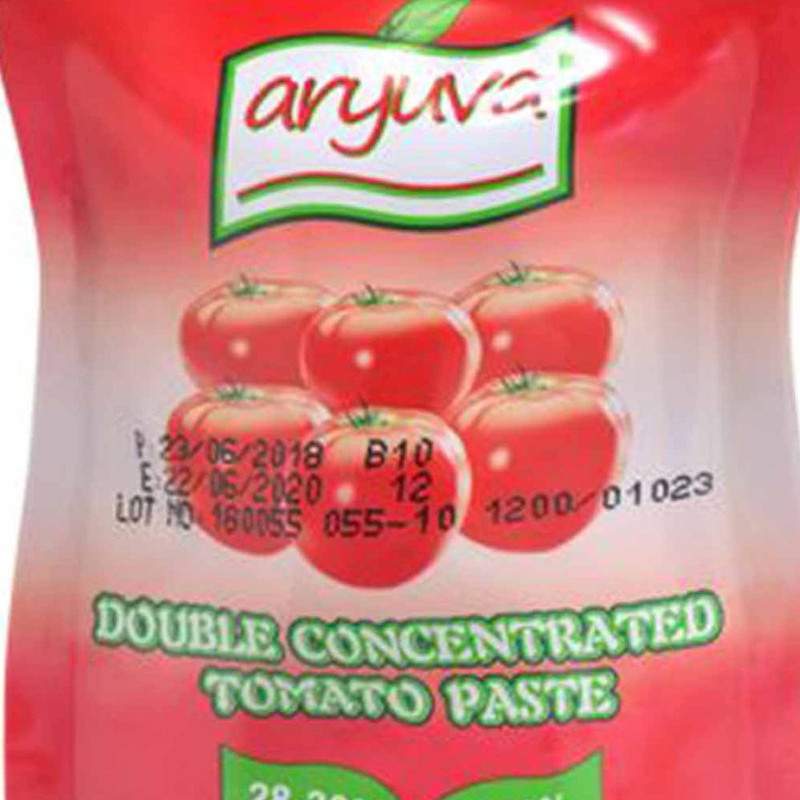 aryuva
P: 23/06/2018 B10
E: 22/06/2020 12
LOT NO: 180055 055-10 1200 01023
DOUBLE CONCENTRATED
TOMATO PASTE